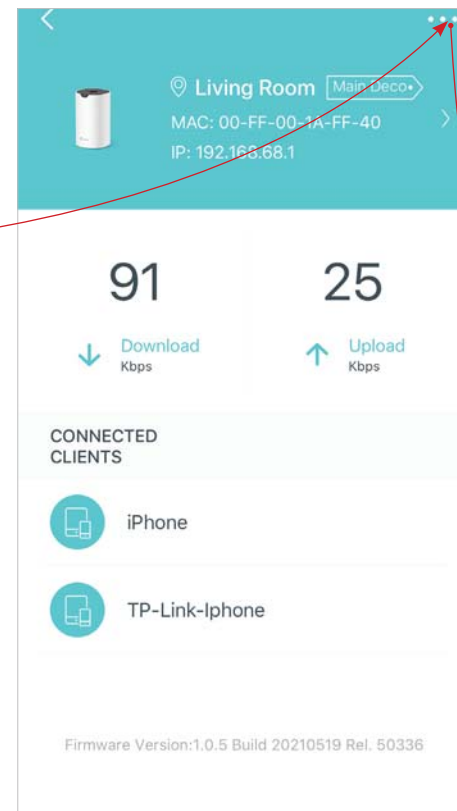 Living Room Main Deco
MAC: 00-FF-00-1A-FF-40
IP: 192.168.68.1
91 25
Download Upload
Kbps Kbps
CONNECTED
CLIENTS
iPhone
TP-Link-Iphone
Firmware Version:1.0.5 Build 20210519 Rel. 50336